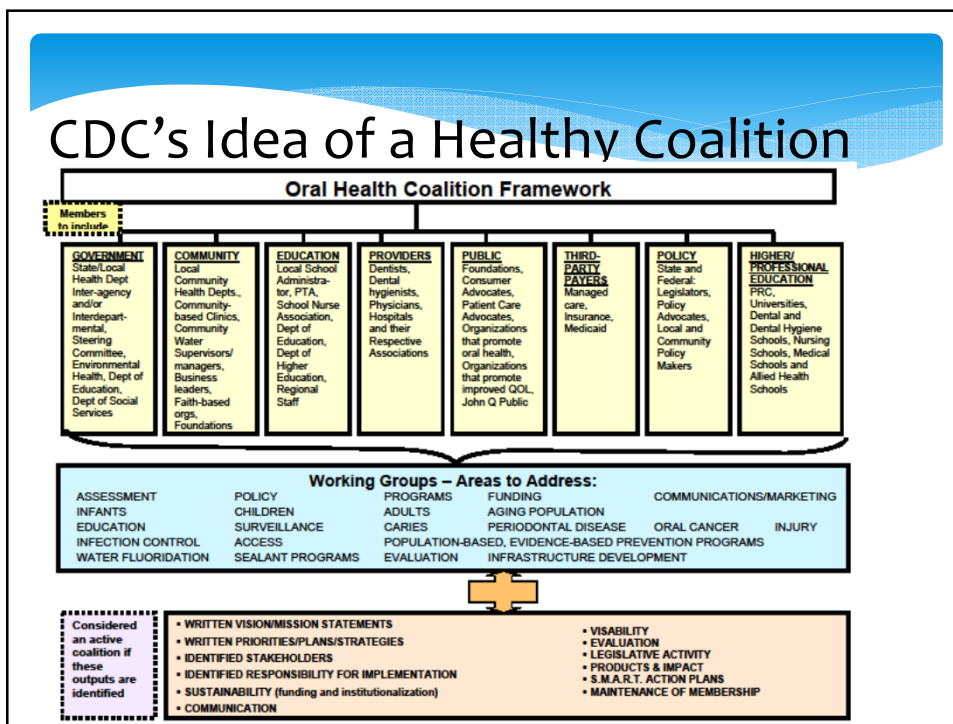 CDC's Idea of a Healthy Coalition
Oral Health Coalition Framework
Members
to include
GOVERNMENT
State/Local
Health Dept
Inter-agency
and/or
Interdepart-
mental,
Steering
Committee,
Environmental
Health, Dept of
Education,
Dept of Social
Services
COMMUNITY
Local
Community
Health Depts.,
Community-
based Clinics,
Community
Water
Supervisors/
managers,
Business
leaders,
Faith-based
orgs,
Foundations
EDUCATION
Local School
Administra-
tor, PTA,
School Nurse
Association,
Dept of
Education,
Dept of
Higher
Education,
Regional
Staff
PROVIDERS
Dentists,
Dental
hygienists,
Physicians,
Hospitals
and their
Respective
Associations
PUBLIC
Foundations,
Consumer
Advocates,
Patient Care
Advocates,
Organizations
that promote
oral health,
Organizations
that promote
improved QOL,
John Q Public
THIRD-
PARTY
PAYERS
Managed
care,
Insurance,
Medicaid
POLICY
State and
Federal:
Legislators,
Policy
Advocates,
Local and
Community
Policy
Makers
HIGHER/
PROFESSIONAL
EDUCATION
PRC,
Universities,
Dental and
Dental Hygiene
Schools, Nursing
Schools, Medical
Schools and
Allied Health
Schools
Working Groups – Areas to Address:
ASSESSMENT POLICY PROGRAMS FUNDING COMMUNICATIONS/MARKETING
INFANTS CHILDREN ADULTS AGING POPULATION
EDUCATION SURVEILLANCE CARIES PERIODONTAL DISEASE ORAL CANCER INJURY
INFECTION CONTROL ACCESS POPULATION-BASED, EVIDENCE-BASED PREVENTION PROGRAMS
WATER FLUORIDATION SEALANT PROGRAMS EVALUATION INFRASTRUCTURE DEVELOPMENT
Considered
an active
coalition if
these
outputs are
identified
▪ WRITTEN VISION/MISSION STATEMENTS
▪ WRITTEN PRIORITIES/PLANS/STRATEGIES
▪ IDENTIFIED STAKEHOLDERS
▪ IDENTIFIED RESPONSIBILITY FOR IMPLEMENTATION
▪ SUSTAINABILITY (funding and institutionalization)
▪ COMMUNICATION
▪ VISABILITY
▪ EVALUATION
▪ LEGISLATIVE ACTIVITY
▪ PRODUCTS & IMPACT
▪ S.M.A.R.T. ACTION PLANS
▪ MAINTENANCE OF MEMBERSHIP